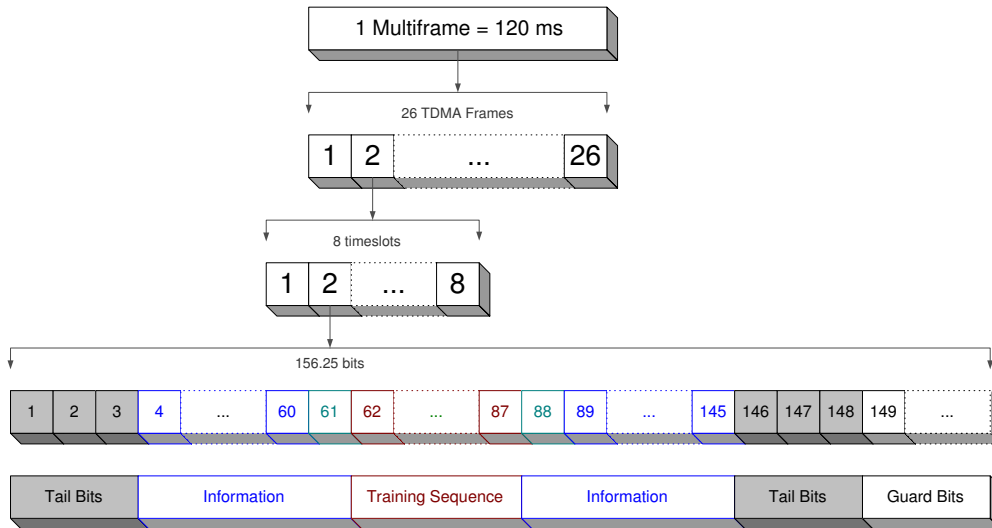 1 Multiframe = 120 ms
26 TDMA Frames
1 2 ... 26
8 timeslots
1 2 ... 8
156.25 bits
1 2 3 4 ... 60 61 62 ... 87 88 89 ... 145 146 147 148 149 ...
Tail Bits Information Training Sequence Information Tail Bits Guard Bits